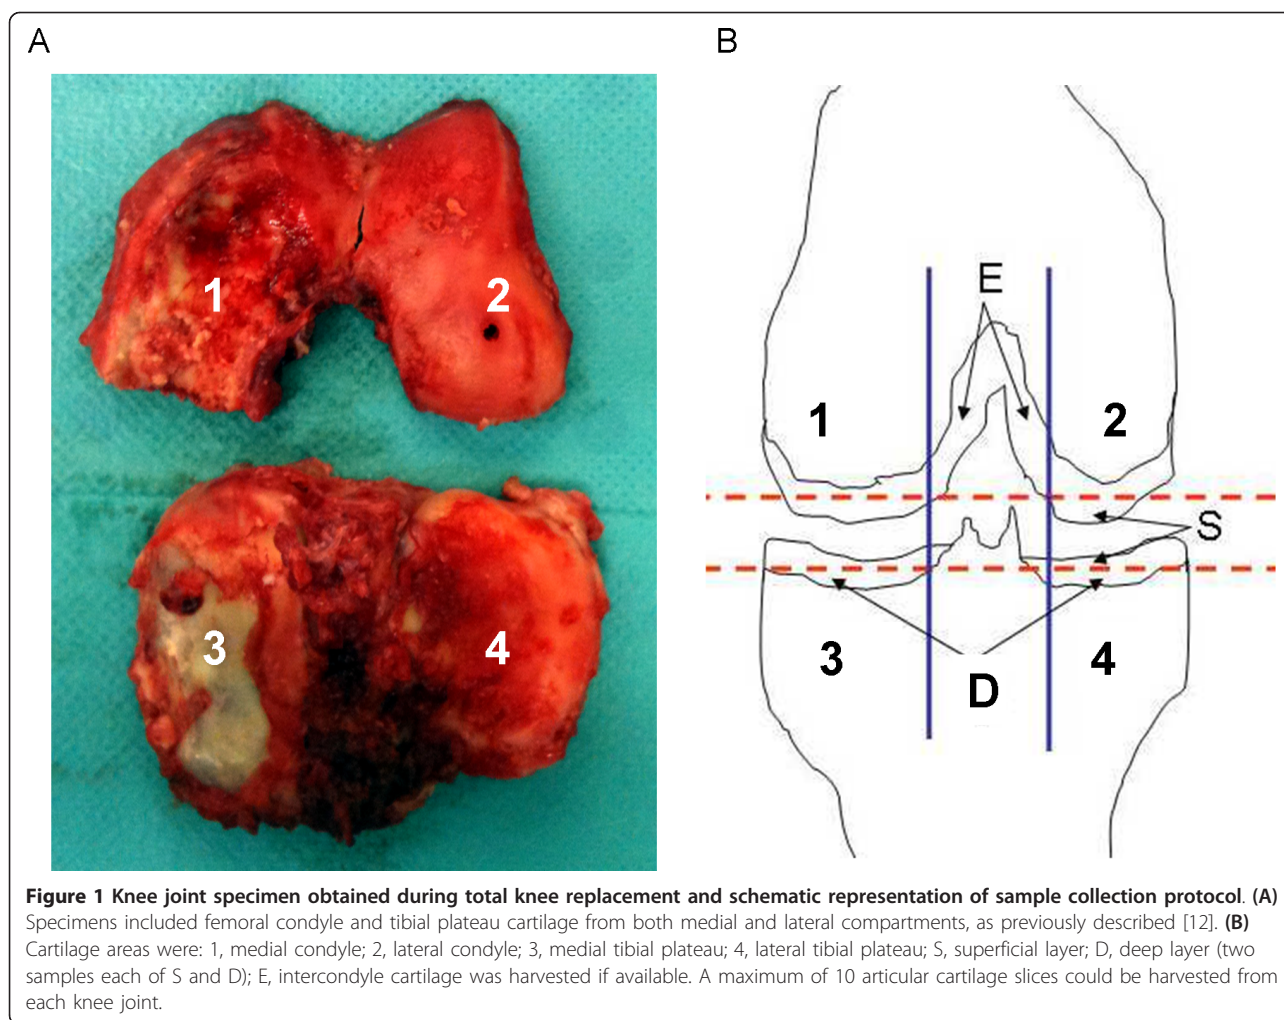 A
B
1
2
3
4
E
1
2
S
3
4
D
Figure 1 Knee joint specimen obtained during total knee replacement and schematic representation of sample collection protocol. (A)
Specimens included femoral condyle and tibial plateau cartilage from both medial and lateral compartments, as previously described [12]. (B)
Cartilage areas were: 1, medial condyle; 2, lateral condyle; 3, medial tibial plateau; 4, lateral tibial plateau; S, superficial layer; D, deep layer (two
samples each of S and D); E, intercondyle cartilage was harvested if available. A maximum of 10 articular cartilage slices could be harvested from
each knee joint.